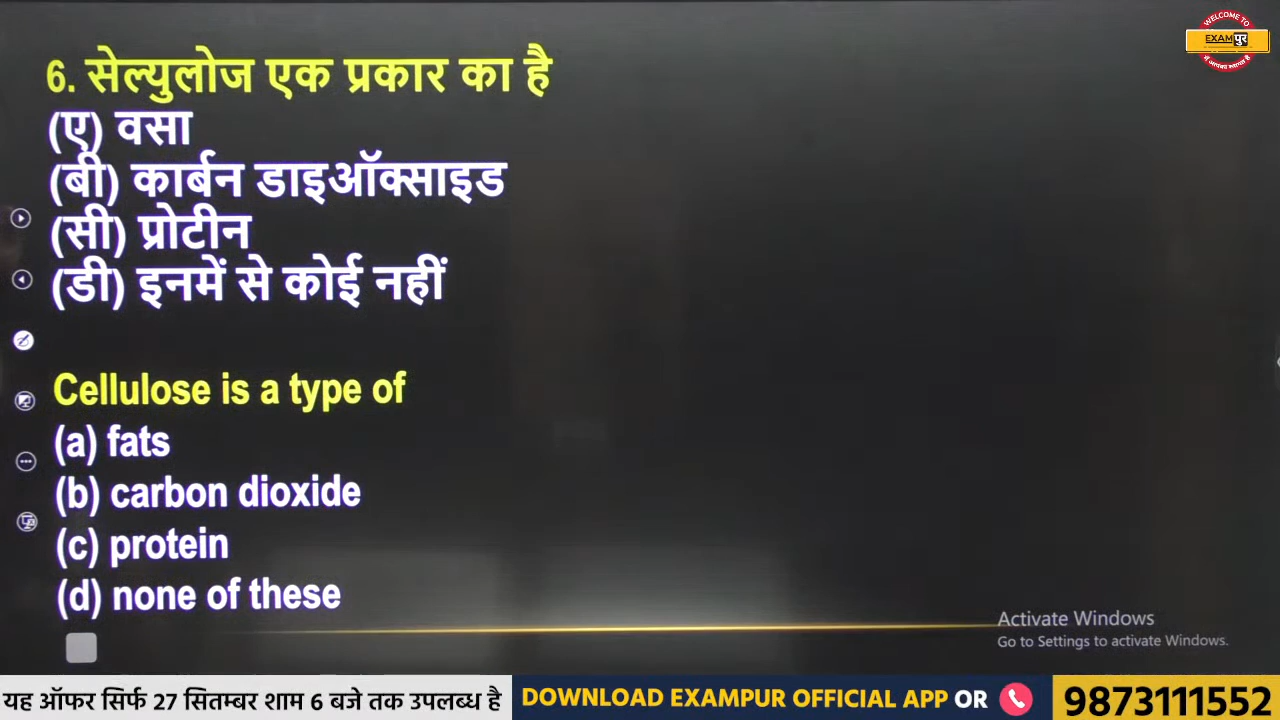 WELCOME TO
EXAMपुर
6. सेल्युलोज एक प्रकार का है
(ए) वसा
(बी) कार्बन डाइऑक्साइड
(सी) प्रोटीन
(डी) इनमें से कोई नहीं
Cellulose is a type of
(a) fats
(b) carbon dioxide
(c) protein
(d) none of these
Activate Windows
Go to Settings to activate Windows.
यह ऑफर सिर्फ 27 सितम्बर शाम 6 बजे तक उपलब्ध है
DOWNLOAD EXAMPUR OFFICIAL APP OR
9873111552